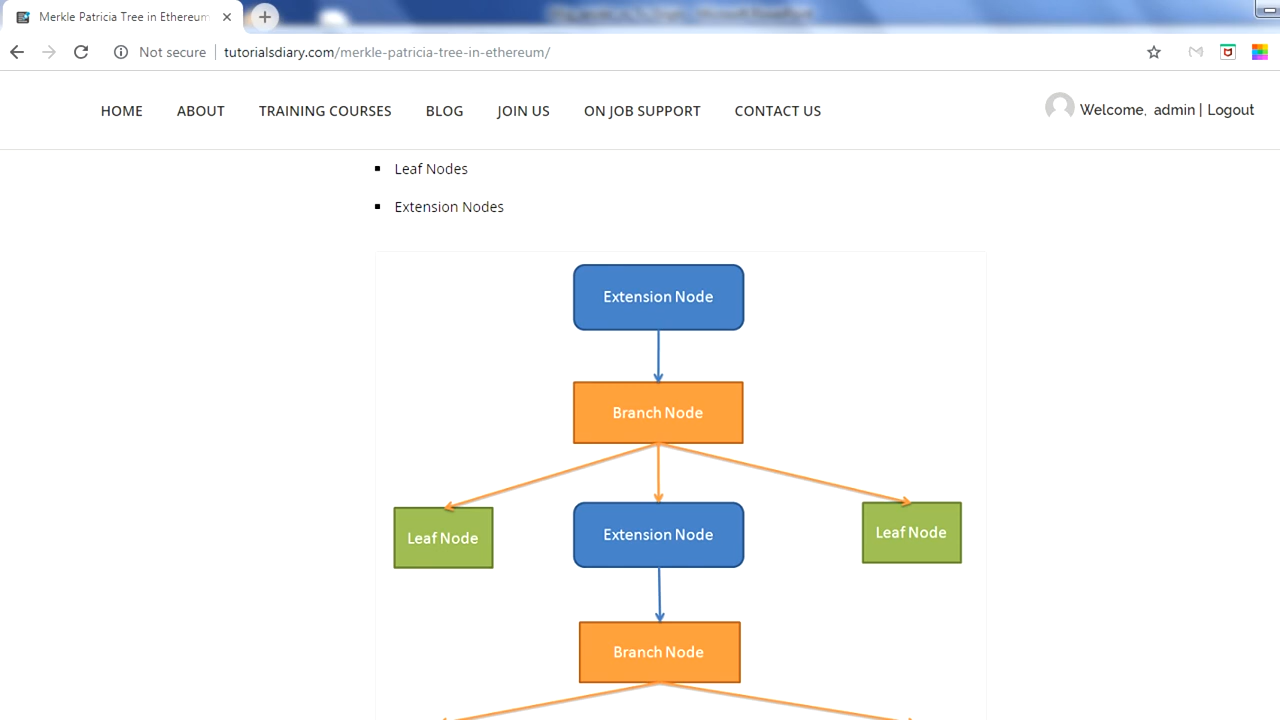 Merkle Patricia Tree in Ethereum
Not secure tutorialsdiary.com/merkle-patricia-tree-in-ethereum/
HOME ABOUT TRAINING COURSES BLOG JOIN US ON JOB SUPPORT CONTACT US Welcome, admin | Logout
Leaf Nodes
Extension Nodes
Extension Node
Branch Node
Leaf Node Extension Node Leaf Node
Branch Node